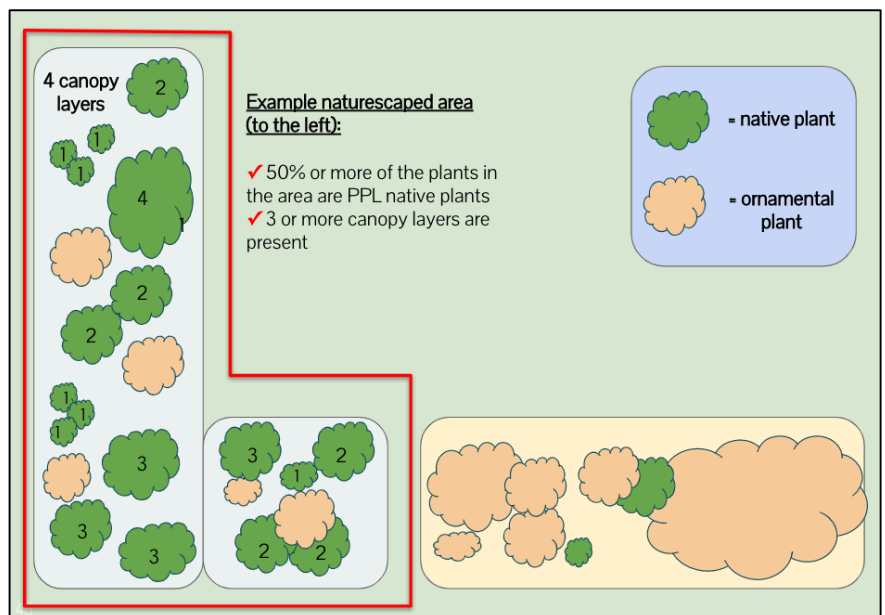 4 canopy
layers
2
1
1
1
4
1
2
2
1
1
1
3
3
3
3
2
1
2
2
Example naturescaped area
(to the left):
✓ 50% or more of the plants in
the area are PPL native plants
✓ 3 or more canopy layers are
present
= native plant
= ornamental
plant